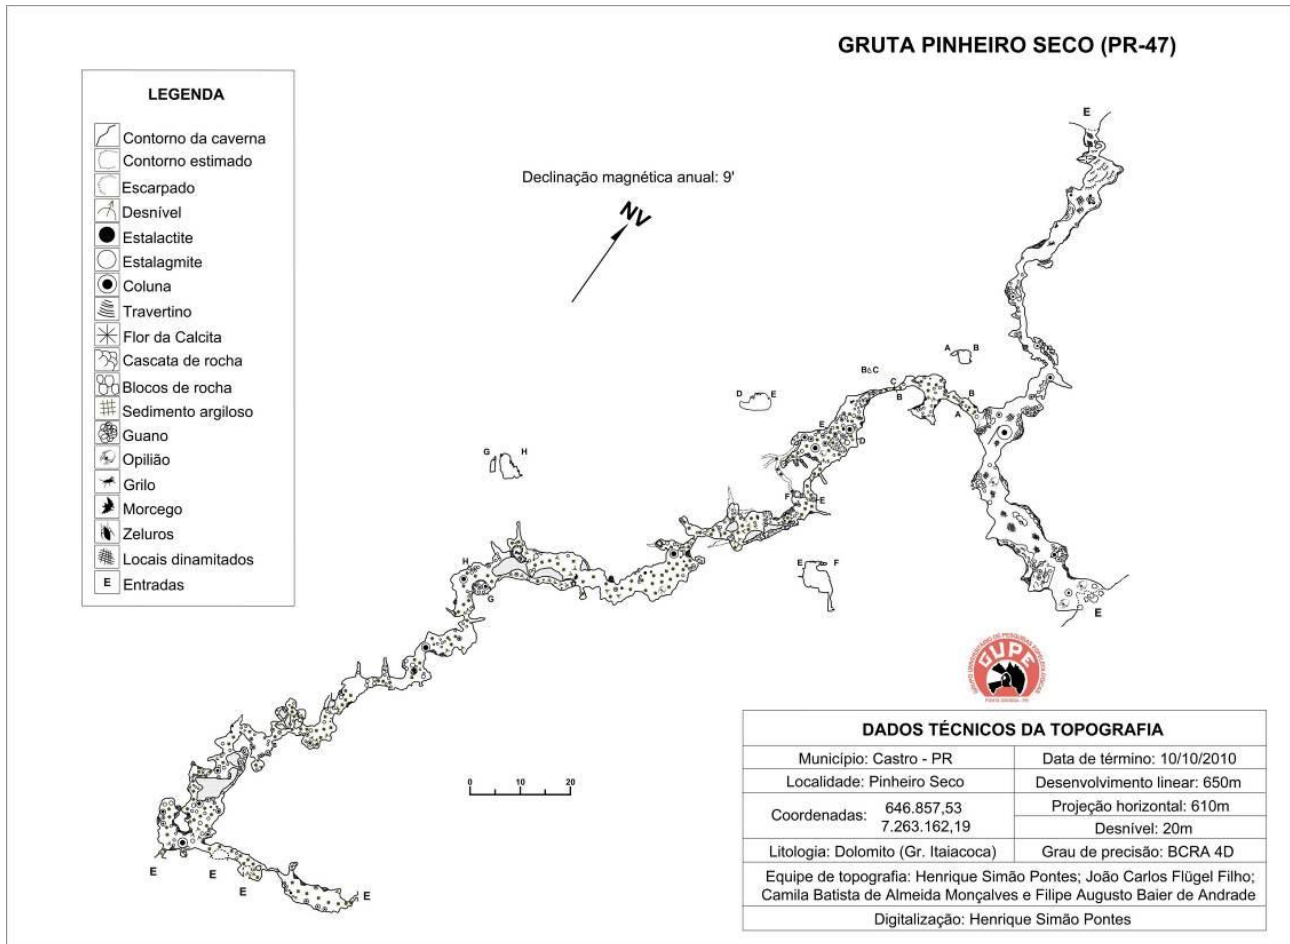 GRUTA PINHEIRO SECO (PR-47)
LEGENDA
Contorno da caverna
Contorno estimado
Escarpado
Desnível
Estalactite
Estalagmite
Coluna
Travertino
Flor da Calcita
Cascata de rocha
Blocos de rocha
Sedimento argiloso
Guano
Opilião
Grilo
Morcego
Zeluros
Locais dinamitados
E Entradas
Declinação magnética anual: 9'
NV
E
A B
B C
C
B
B
A
D E
E
D
G H
F E
E F
H
G
E
E
E
E
E
0 10 20
GUPE
DADOS TÉCNICOS DA TOPOGRAFIA
Município: Castro - PR
Data de término: 10/10/2010
Localidade: Pinheiro Seco
Desenvolvimento linear: 650m
Coordenadas: 646.857,53
7.263.162,19
Projeção horizontal: 610m
Desnível: 20m
Litologia: Dolomito (Gr. Itaiacoca)
Grau de precisão: BCRA 4D
Equipe de topografia: Henrique Simão Pontes; João Carlos Flügel Filho;
Camila Batista de Almeida Monçalves e Filipe Augusto Baier de Andrade
Digitalização: Henrique Simão Pontes